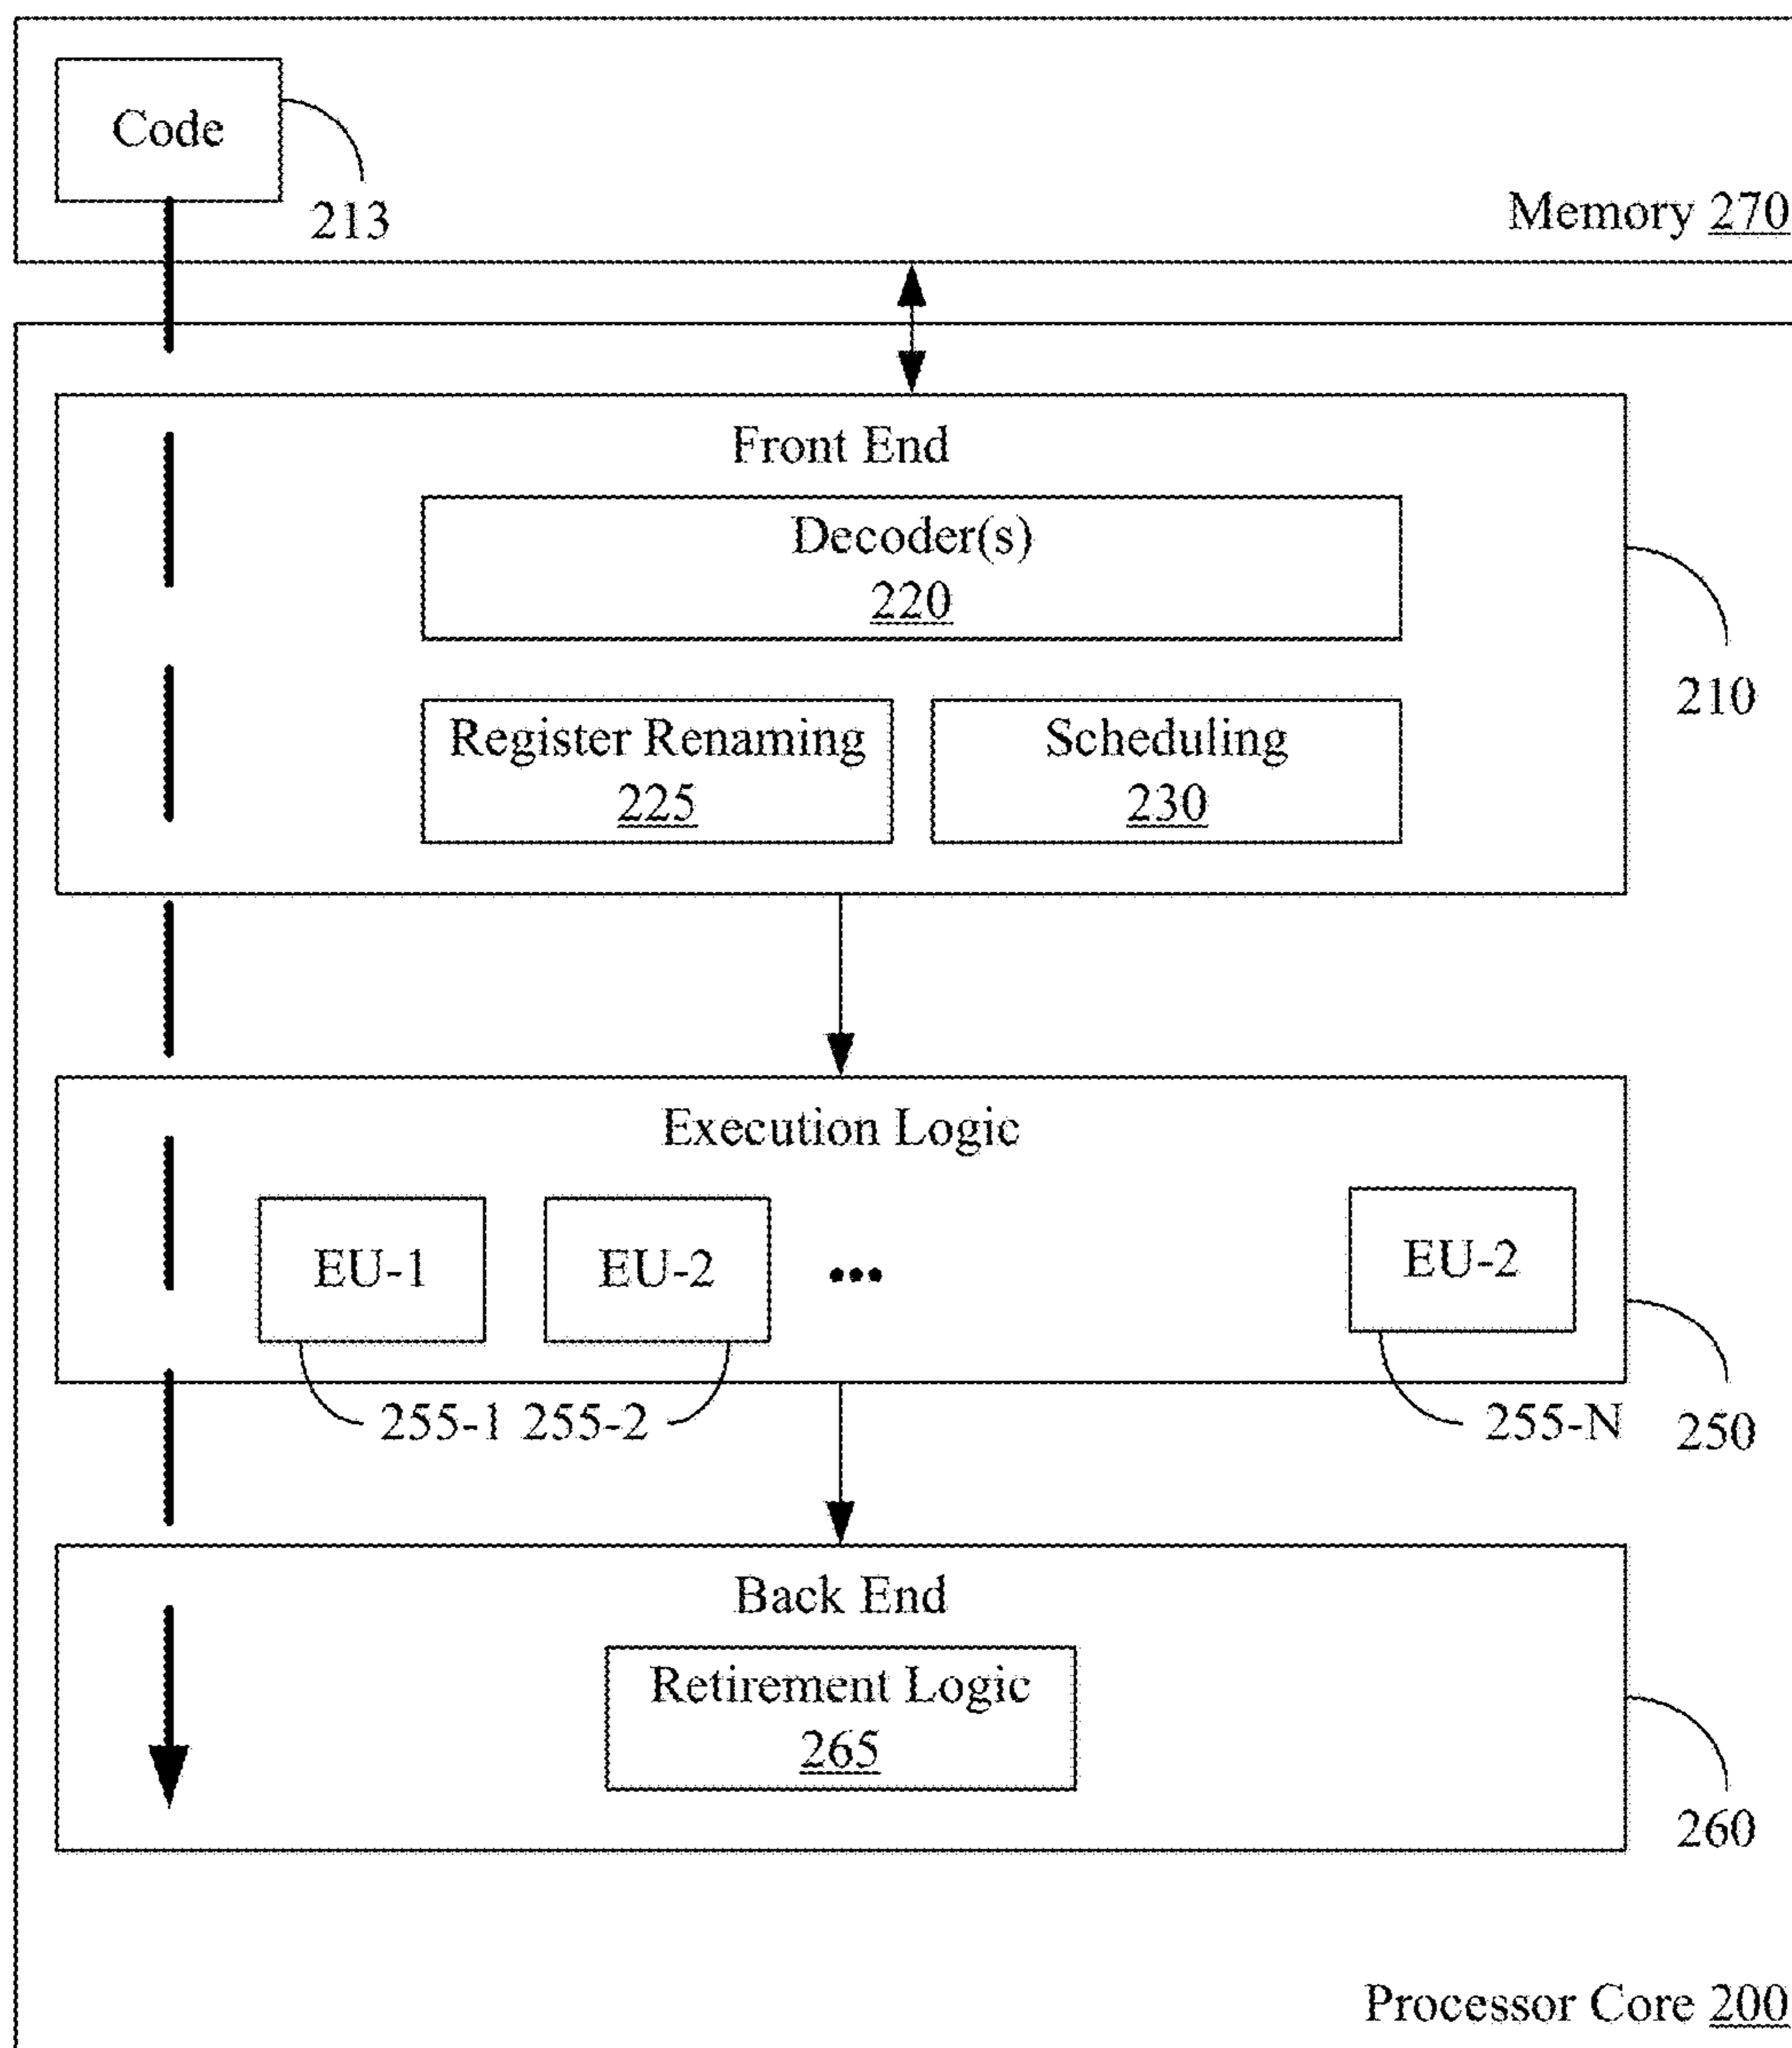 Code
213
Memory 270
Front End
Decoder(s)
220
210
Register Renaming
225
Scheduling
230
Execution Logic
EU-1
EU-2
•••
EU-2
255-1 255-2
255-N
250
Back End
Retirement Logic
265
260
Processor Core 200